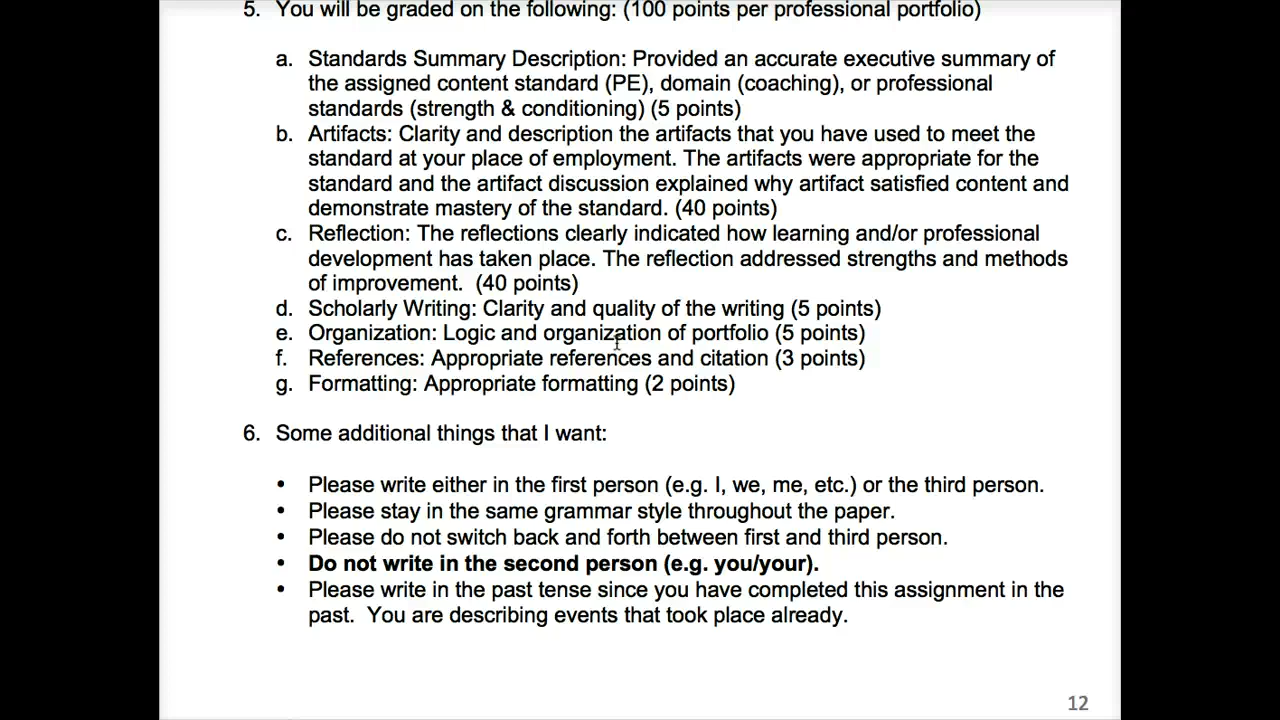 5. You will be graded on the following: (100 points per professional portfolio)
a. Standards Summary Description: Provided an accurate executive summary of
the assigned content standard (PE), domain (coaching), or professional
standards (strength & conditioning) (5 points)
b. Artifacts: Clarity and description the artifacts that you have used to meet the
standard at your place of employment. The artifacts were appropriate for the
standard and the artifact discussion explained why artifact satisfied content and
demonstrate mastery of the standard. (40 points)
c. Reflection: The reflections clearly indicated how learning and/or professional
development has taken place. The reflection addressed strengths and methods
of improvement. (40 points)
d. Scholarly Writing: Clarity and quality of the writing (5 points)
e. Organization: Logic and organization of portfolio (5 points)
f. References: Appropriate references and citation (3 points)
g. Formatting: Appropriate formatting (2 points)
6. Some additional things that I want:
• Please write either in the first person (e.g. I, we, me, etc.) or the third person.
• Please stay in the same grammar style throughout the paper.
• Please do not switch back and forth between first and third person.
• Do not write in the second person (e.g. you/your).
• Please write in the past tense since you have completed this assignment in the
past. You are describing events that took place already.
12